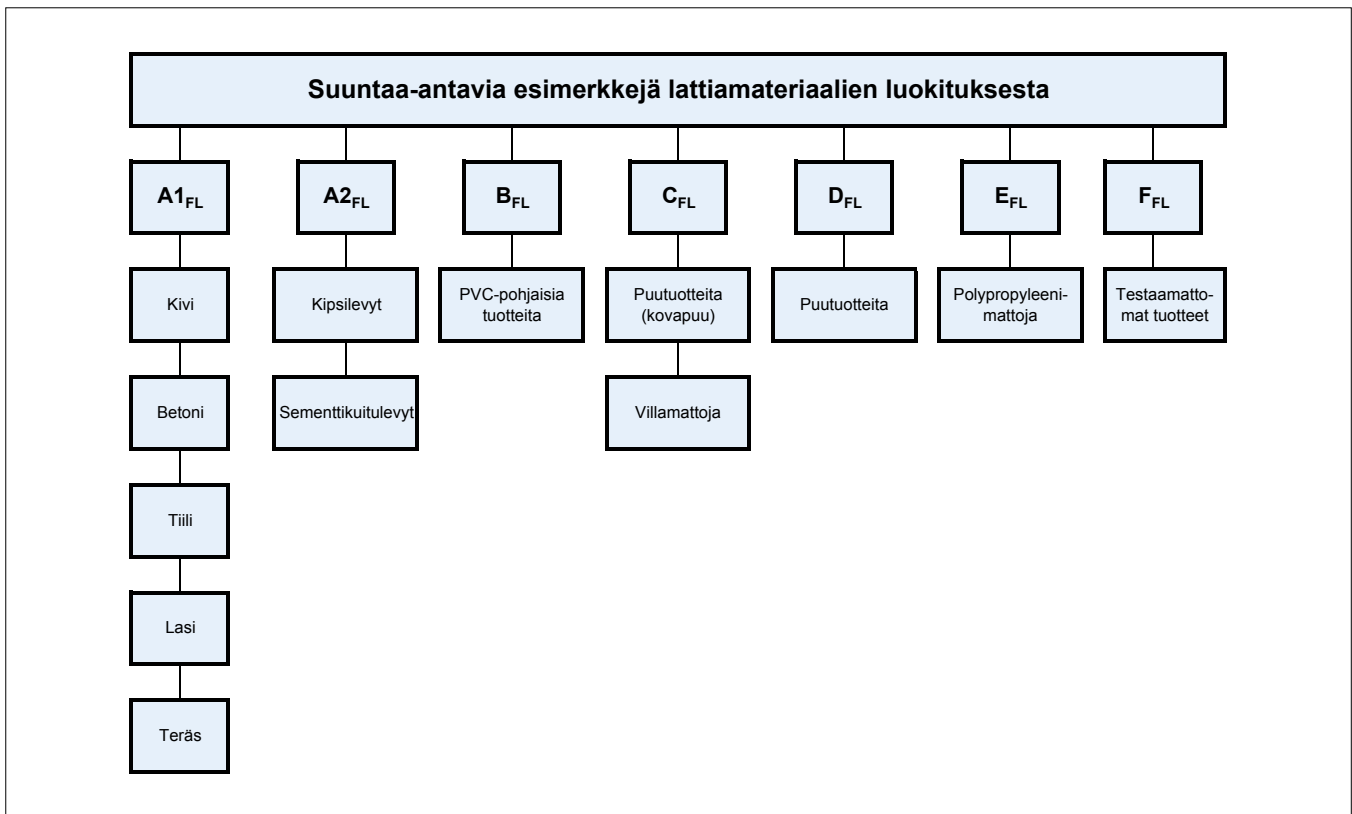 Suuntaa-antavia esimerkkejä lattiamateriaalien luokituksesta
A1FL
A2FL
BFL
CFL
DFL
EFL
FFL
Kivi
Kipsilevyt
PVC-pohjaisia
tuotteita
Puutuotteita
(kovapuu)
Puutuotteita
Polypropyleeni-
mattoja
Testaamatto-
mat tuotteet
Betoni
Sementtikuitulevyt
Villamattoja
Tiili
Lasi
Teräs